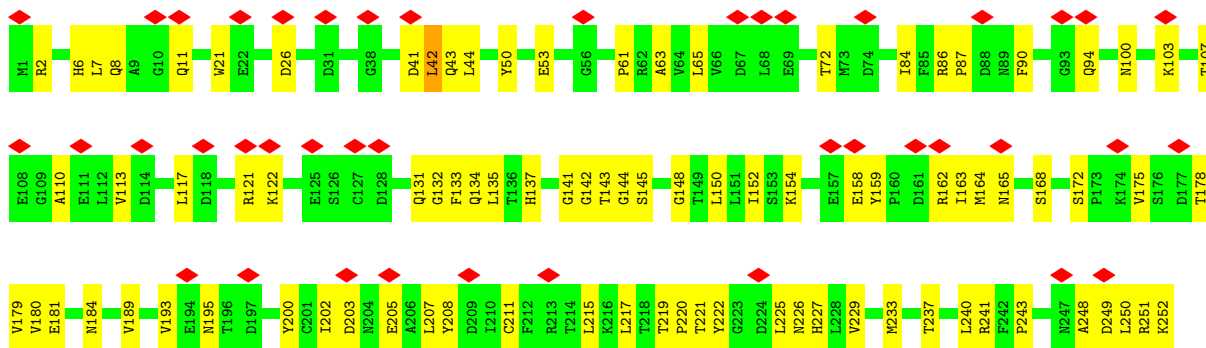 M1 R2 H6 L7 Q8 A9 G10 Q11 W21 E22 D26 D31 G38 D41 L42 Q43 L44 Y50 E53 G56 P61 R62 A63 V64 L65 V66 D67 L68 E69 T72 M73 D74 I84 F85 R86 P87 D88 N89 F90 G93 Q94 N100 K103 T107
E108 G109 A110 E111 L112 V113 D114 L117 D118 R121 K122 E125 S126 C127 D128 Q131 G132 F133 Q134 L135 T136 H137 G141 G142 T143 G144 S145 G148 T149 L150 L151 I152 S153 K154 E157 E158 Y159 P160 D161 R162 I163 M164 N165 S168 S172 P173 K174 V175 S176 D177 T178
V179 V180 E181 N184 V189 V193 E194 N195 T196 D197 Y200 C201 I202 D203 N204 E205 A206 L207 Y208 D209 I210 C211 F212 R213 T214 L215 K216 L217 T218 T219 P220 T221 Y222 G223 D224 L225 N226 H227 L228 V229 M233 T237 L240 R241 F242 P243 N247 A248 D249 L250 R251 K252